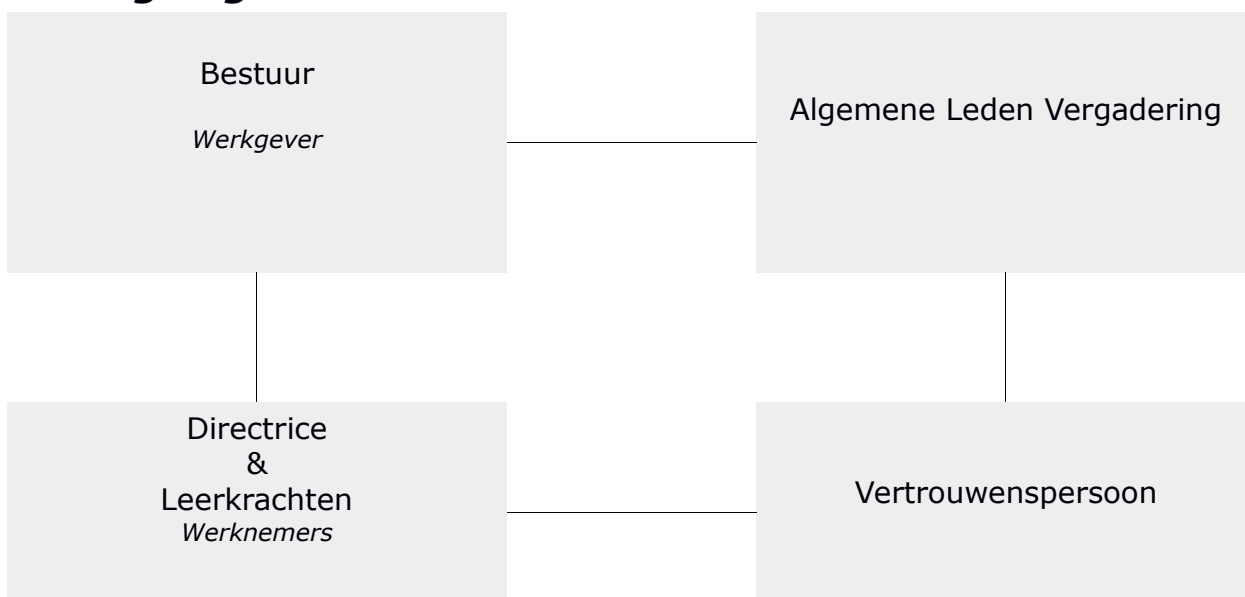 Bestuur
Werkgever
Algemene Leden Vergadering
Directrice
&
Leerkrachten
Werknemers
Vertrouwenspersoon